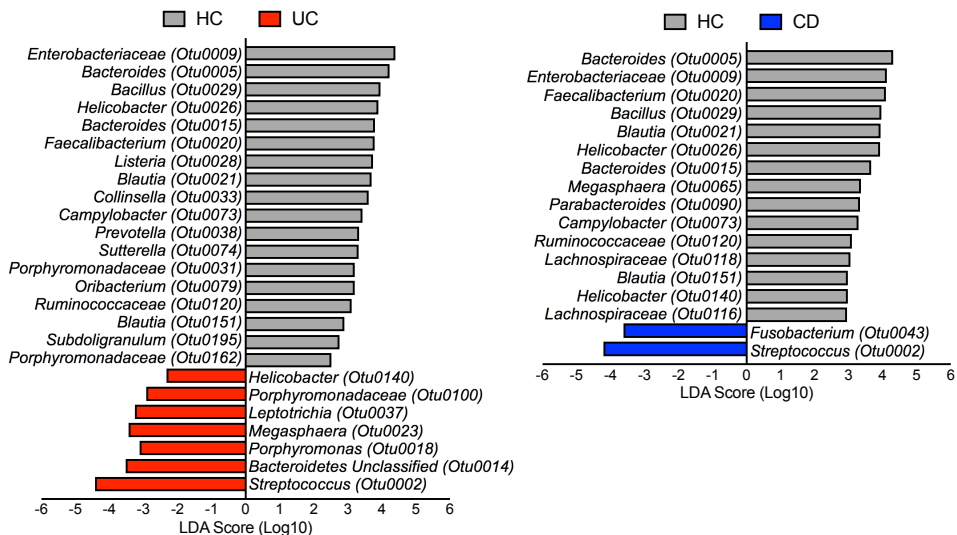 HC UC
Enterobacteriaceae (Otu0009)
Bacteroides (Otu0005)
Bacillus (Otu0029)
Helicobacter (Otu0026)
Bacteroides (Otu0015)
Faecalibacterium (Otu0020)
Listeria (Otu0028)
Blautia (Otu0021)
Collinsella (Otu0033)
Campylobacter (Otu0073)
Prevotella (Otu0038)
Sutterella (Otu0074)
Porphyromonadaceae (Otu0031)
Oribacterium (Otu0079)
Ruminococcaceae (Otu0120)
Blautia (Otu0151)
Subdoligranulum (Otu0195)
Porphyromonadaceae (Otu0162)
Helicobacter (Otu0140)
Porphyromonadaceae (Otu0100)
Leptotrichia (Otu0037)
Megasphaera (Otu0023)
Porphyromonas (Otu0018)
Bacteroidetes Unclassified (Otu0014)
Streptococcus (Otu0002)
-6 -5 -4 -3 -2 -1 0 1 2 3 4 5 6
LDA Score (Log10)
HC CD
Bacteroides (Otu0005)
Enterobacteriaceae (Otu0009)
Faecalibacterium (Otu0020)
Bacillus (Otu0029)
Blautia (Otu0021)
Helicobacter (Otu0026)
Bacteroides (Otu0015)
Megasphaera (Otu0065)
Parabacteroides (Otu0090)
Campylobacter (Otu0073)
Ruminococcaceae (Otu0120)
Lachnospiraceae (Otu0118)
Blautia (Otu0151)
Helicobacter (Otu0140)
Lachnospiraceae (Otu0116)
Fusobacterium (Otu0043)
Streptococcus (Otu0002)
-6 -5 -4 -3 -2 -1 0 1 2 3 4 5 6
LDA Score (Log10)